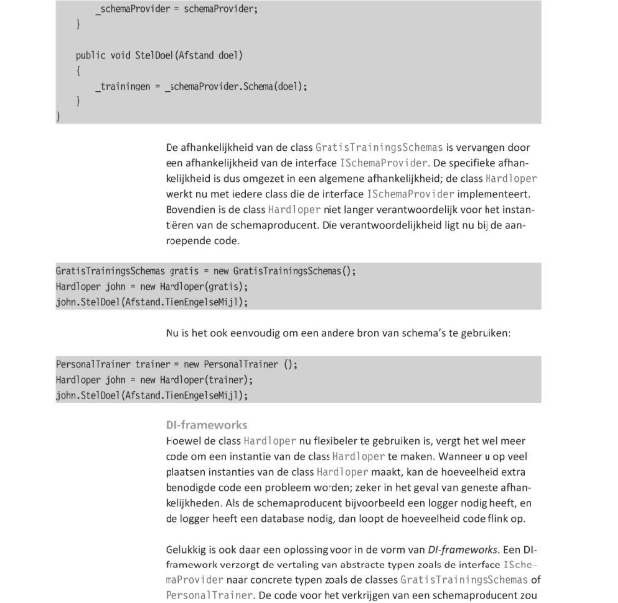 _schemaProvider = schemaProvider;
}
public void StelDoel(Afstand doel)
{
_trainingen = _schemaProvider.Schema(doel);
}
}
De afhankelijkheid van de class GratisTrainingsSchemas is vervangen door
een afhankelijkheid van de interface ISchemaProvider. De specifieke afhan-
kelijkheid is dus omgezet in een algemene afhankelijkheid; de class Hardloper
werkt nu met iedere class die de interface ISchemaProvider implementeert.
Bovendien is de class Hardloper niet langer verantwoordelijk voor het instan-
tiëren van de schemaproducent. Die verantwoordelijkheid ligt nu bij de aan-
roepende code.
GratisTrainingsSchemas gratis = new GratisTrainingsSchemas();
Hardloper john = new Hardloper(gratis);
john.StelDoel(Afstand.TienEngelseMijl);
Nu is het ook eenvoudig om een andere bron van schema's te gebruiken:
PersonalTrainer trainer = new PersonalTrainer ();
Hardloper john = new Hardloper(trainer);
john.StelDoel(Afstand.TienEngelseMijl);
DI-frameworks
Hoewel de class Hardloper nu flexibeler te gebruiken is, vergt het wel meer
code om een instantie van de class Hardloper te maken. Wanneer u op veel
plaatsen instanties van de class Hardloper maakt, kan de hoeveelheid extra
benodigde code een probleem worden; zeker in het geval van geneste afhan-
kelijkheden. Als de schemaproducent bijvoorbeeld een logger nodig heeft, en
de logger heeft een database nodig, dan loopt de hoeveelheid code flink op.
Gelukkig is ook daar een oplossing voor in de vorm van DI-frameworks. Een DI-
framework verzorgt de vertaling van abstracte typen zoals de interface ISche-
maProvider naar concrete typen zoals de classes GratisTrainingsSchemas of
PersonalTrainer. De code voor het verkrijgen van een schemaproducent zou